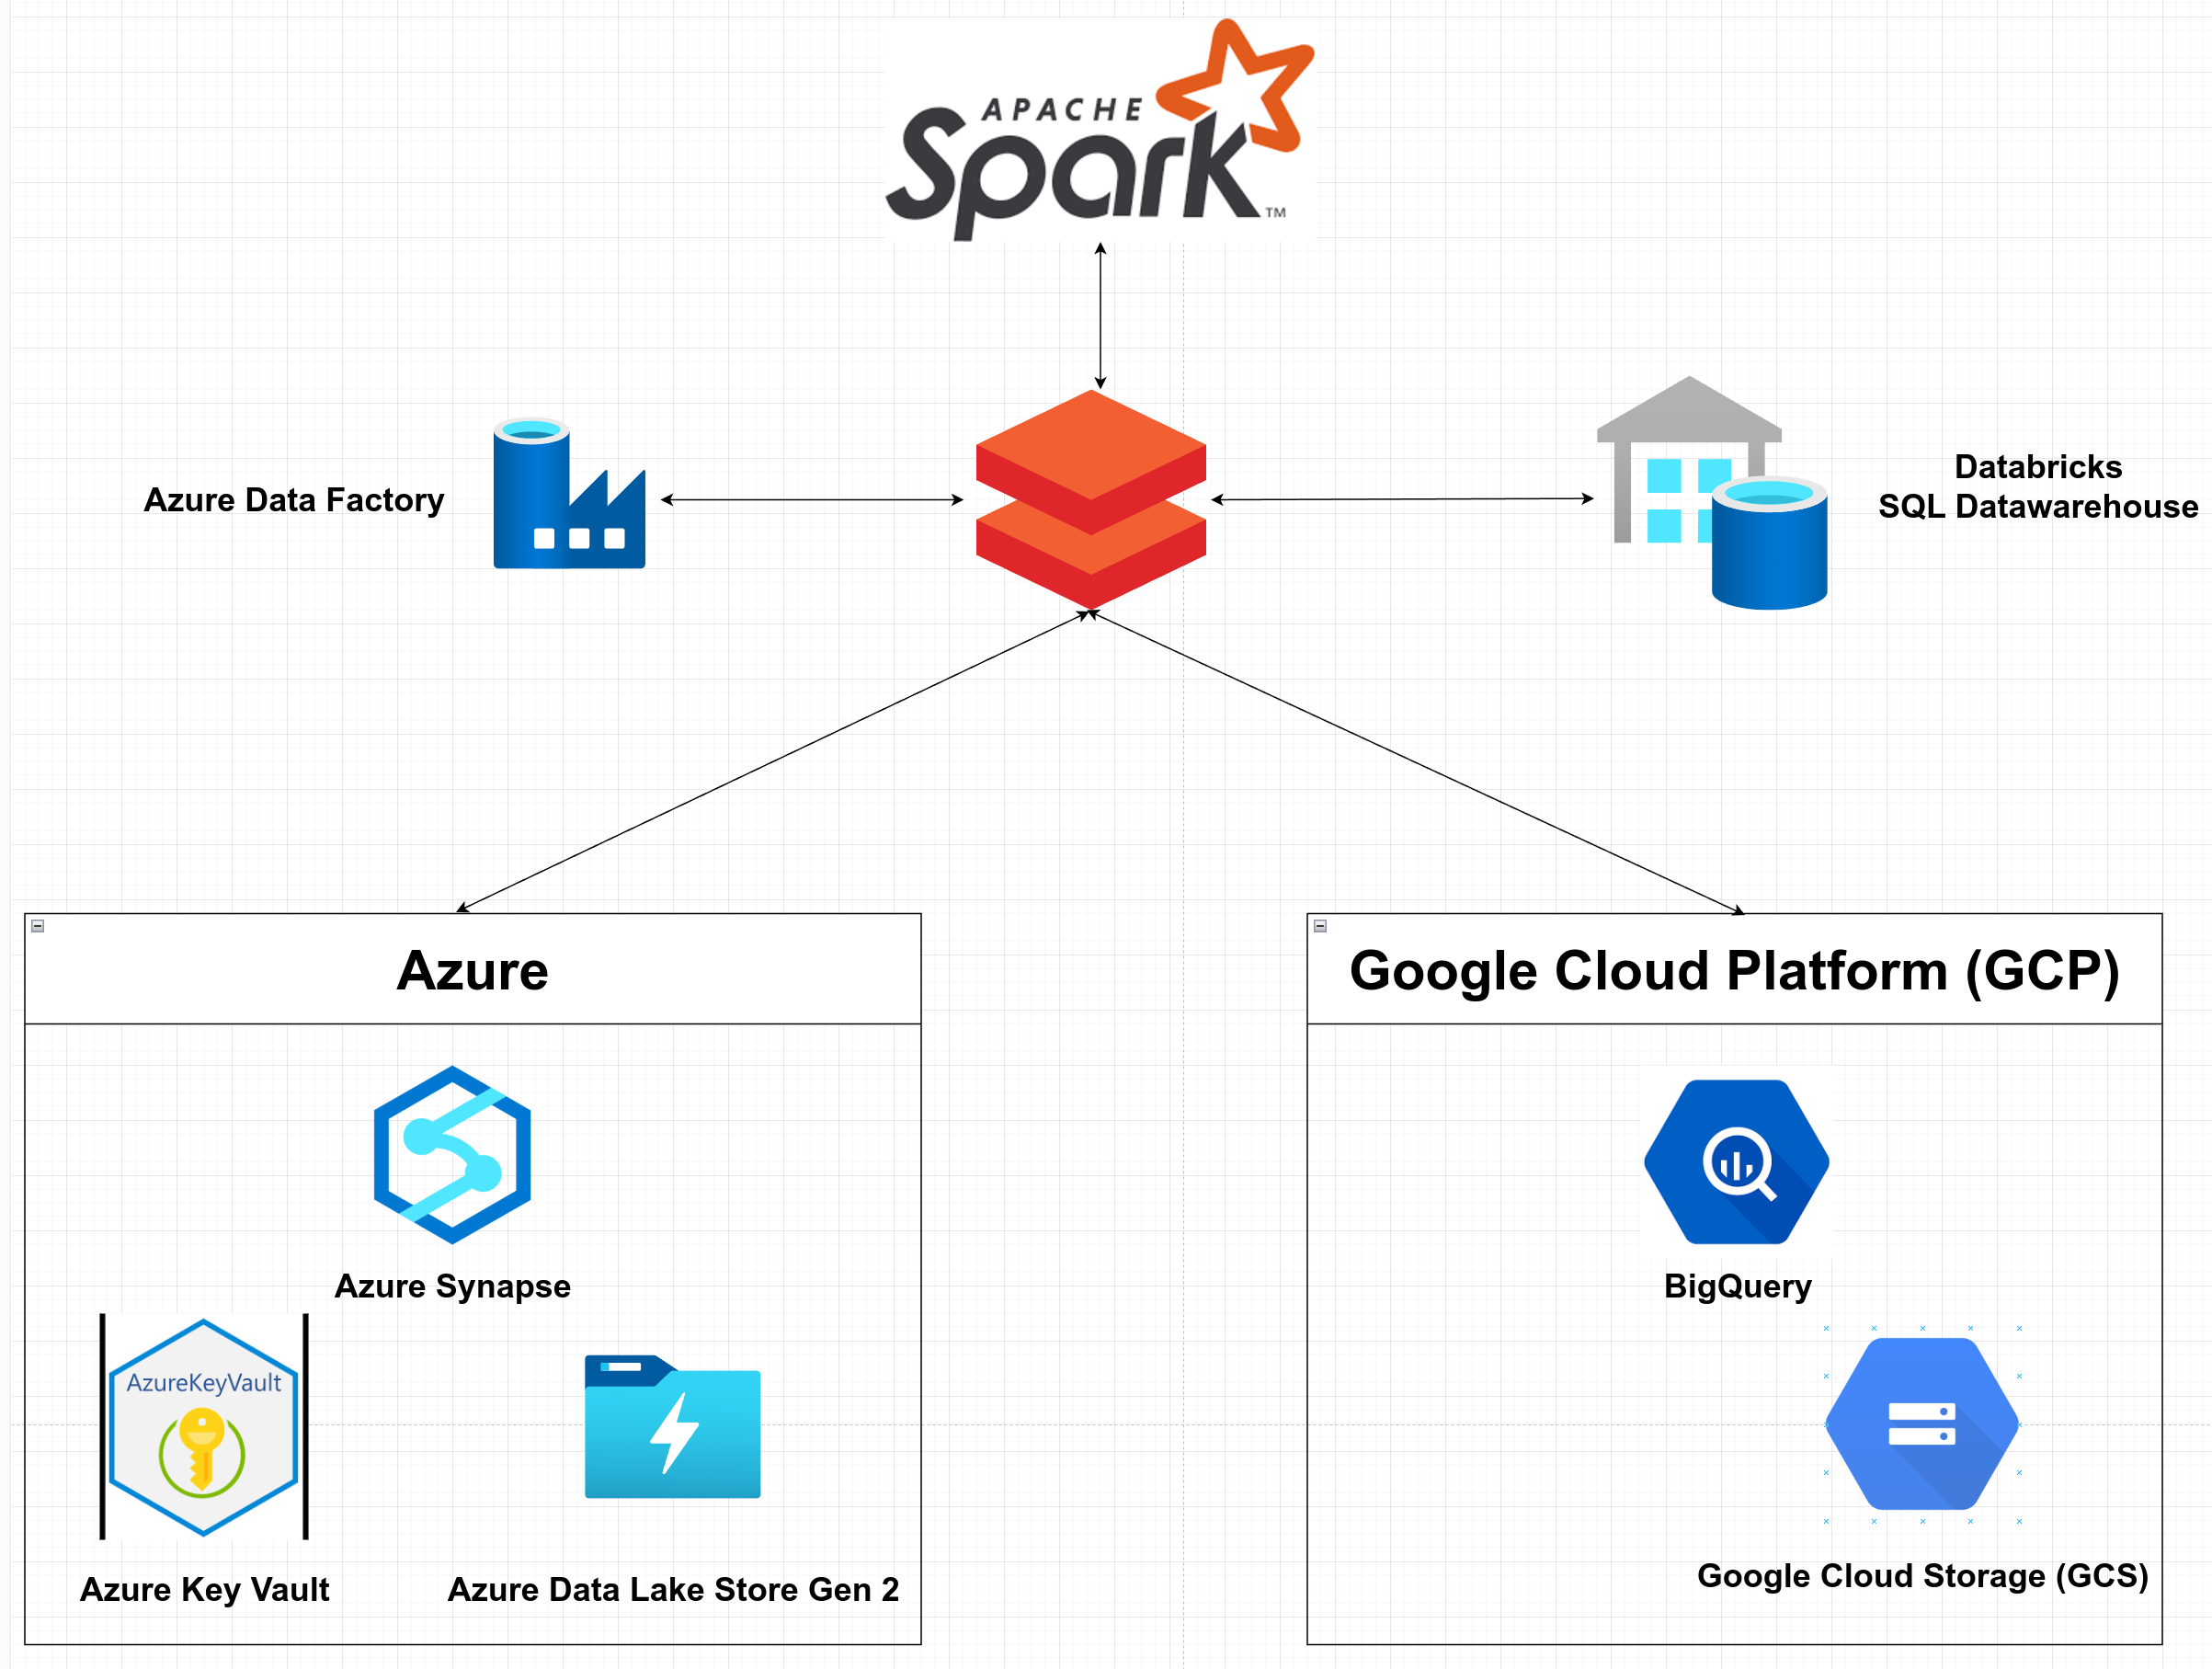 APACHE
Spark™
Azure Data Factory
Databricks
SQL Datawarehouse
Azure
Azure Synapse
AzureKeyVault
Azure Key Vault
Azure Data Lake Store Gen 2
Google Cloud Platform (GCP)
BigQuery
Google Cloud Storage (GCS)